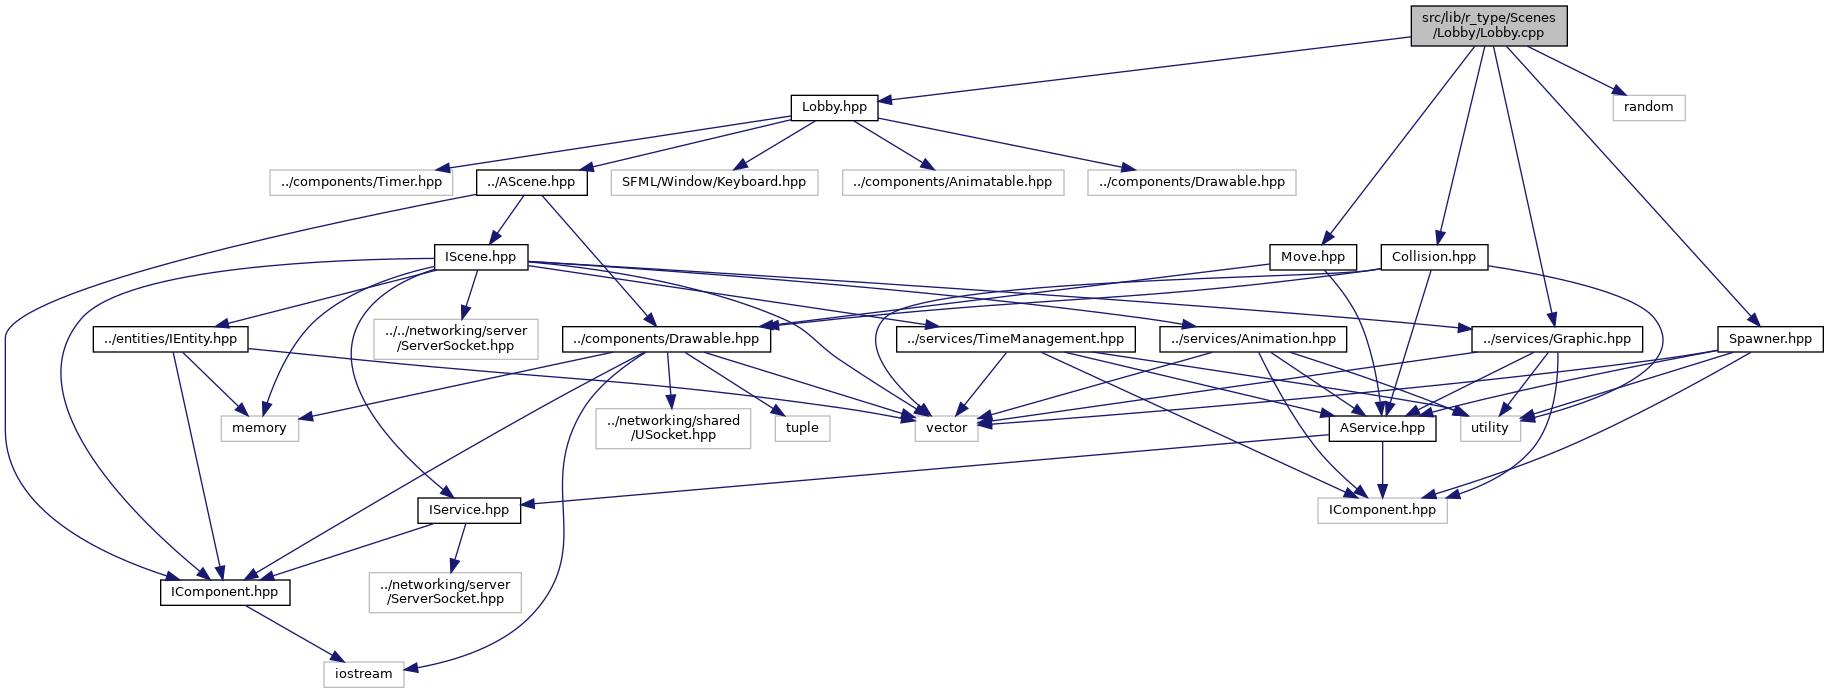 src/lib/r_type/Scenes
/Lobby/Lobby.cpp
Lobby.hpp
random
../components/Timer.hpp
../AScene.hpp
SFML/Window/Keyboard.hpp
../components/Animatable.hpp
../components/Drawable.hpp
IScene.hpp
Move.hpp
Collision.hpp
../entities/IEntity.hpp
../../networking/server
/ServerSocket.hpp
../components/Drawable.hpp
../services/TimeManagement.hpp
../services/Animation.hpp
../services/Graphic.hpp
Spawner.hpp
memory
../networking/shared
/USocket.hpp
tuple
vector
AService.hpp
utility
IService.hpp
IComponent.hpp
IComponent.hpp
../networking/server
/ServerSocket.hpp
iostream